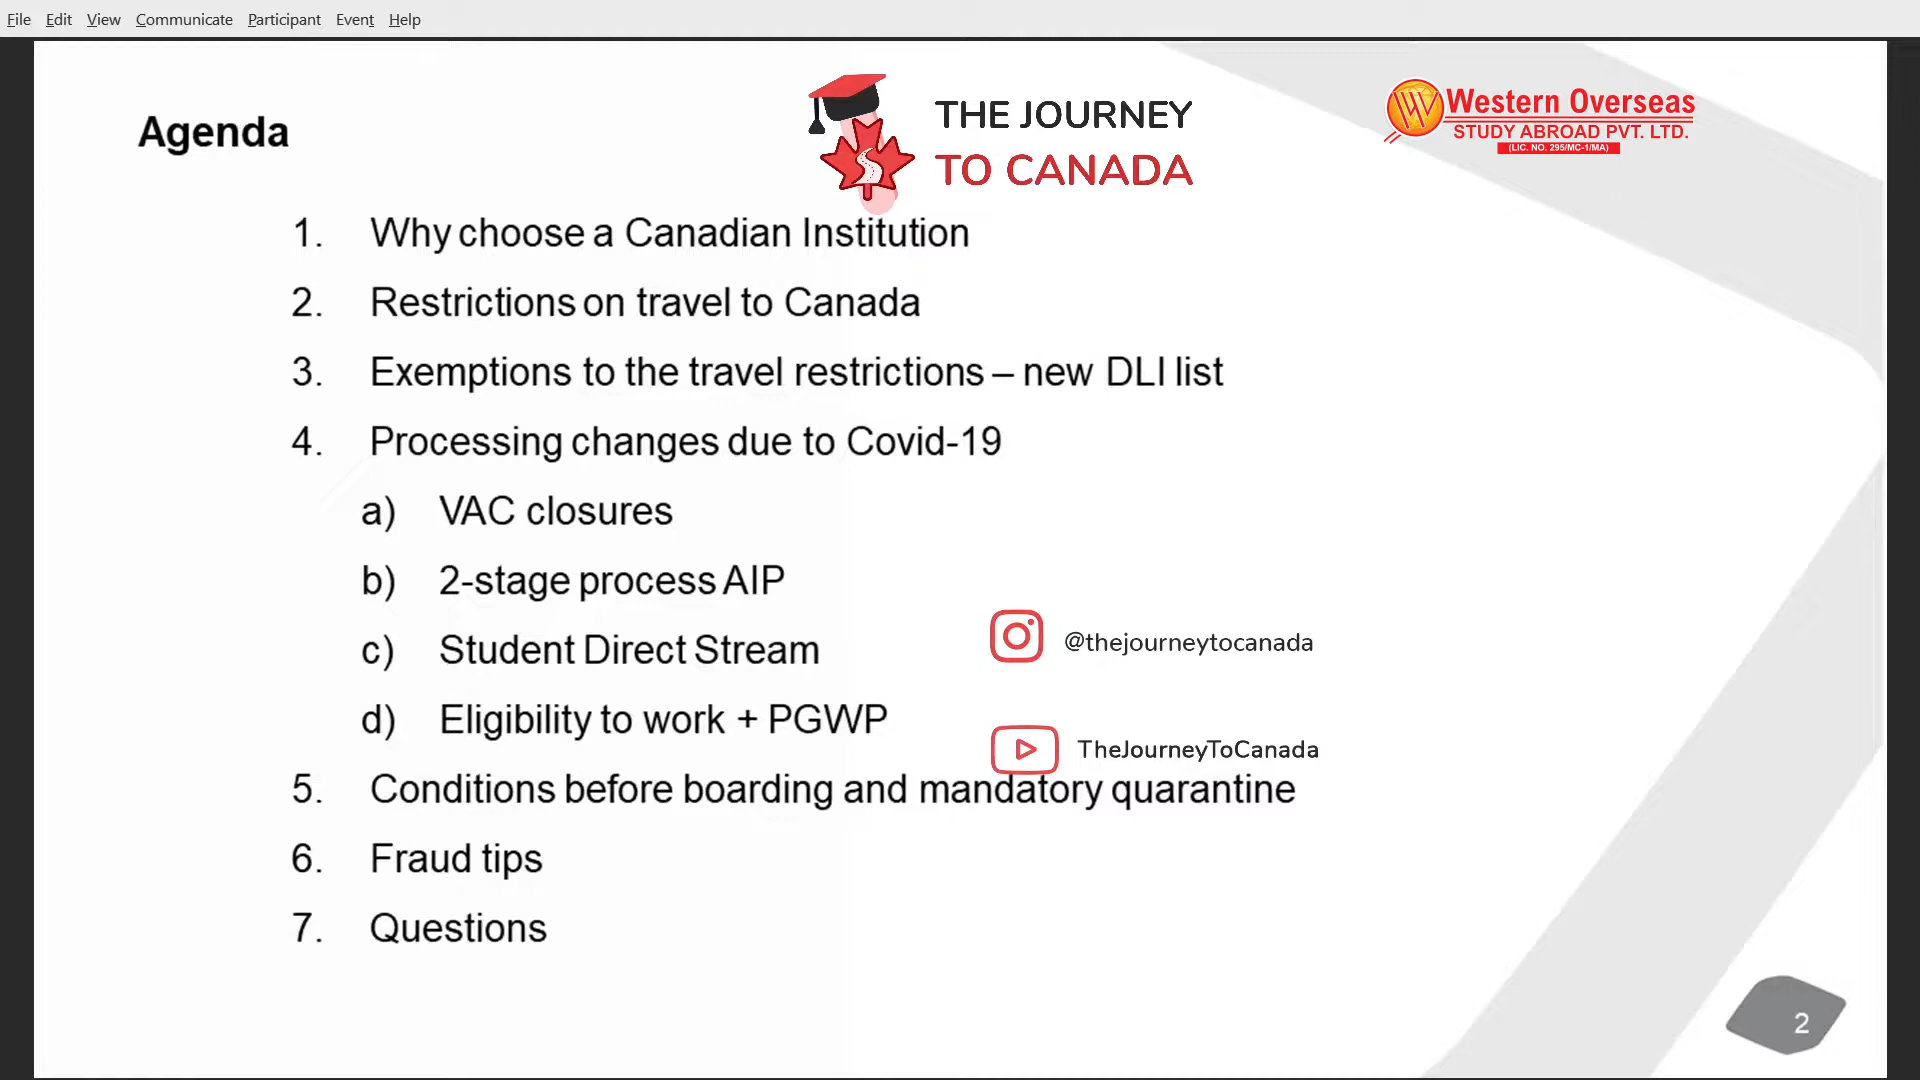 File Edit View Communicate Participant Event Help
THE JOURNEY
TO CANADA
Western Overseas
STUDY ABROAD PVT. LTD.
(LIC. NO. 295/MC-1/MA)
Agenda
1. Why choose a Canadian Institution
2. Restrictions on travel to Canada
3. Exemptions to the travel restrictions – new DLI list
4. Processing changes due to Covid-19
a) VAC closures
b) 2-stage process AIP
c) Student Direct Stream
@thejourneytocanada
d) Eligibility to work + PGWP
TheJourneyToCanada
5. Conditions before boarding and mandatory quarantine
6. Fraud tips
7. Questions
2